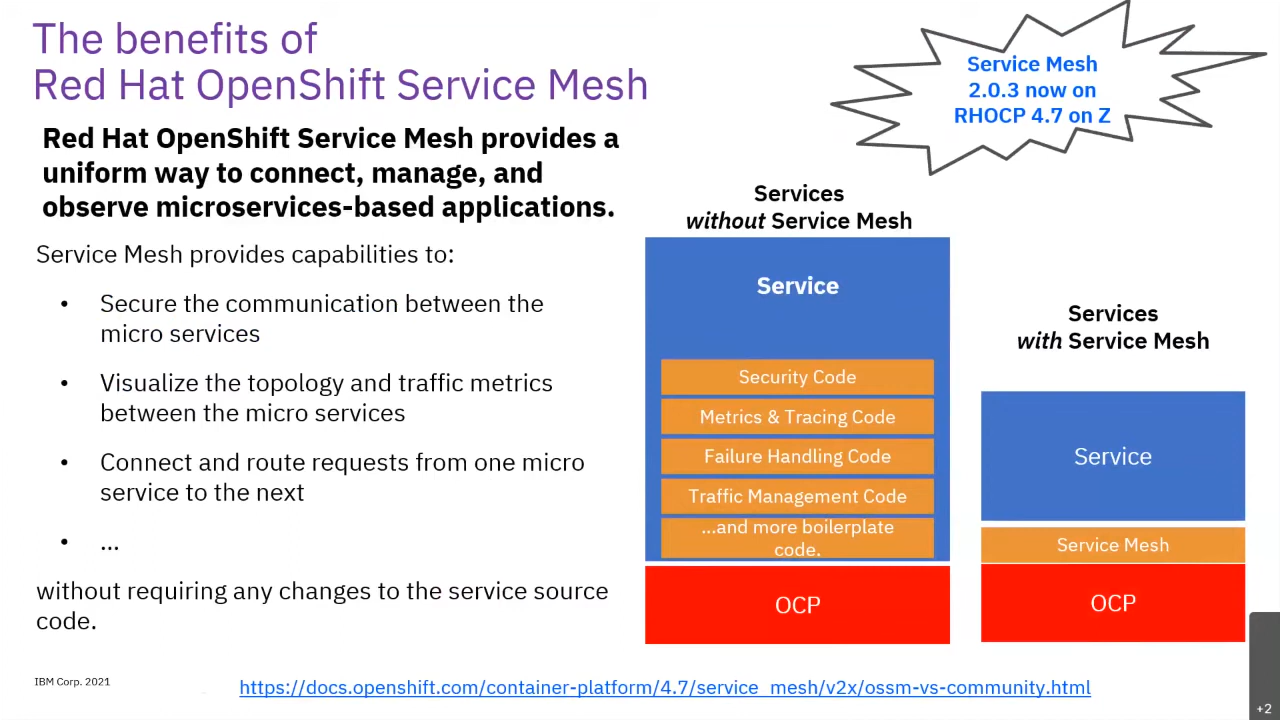 The benefits of
Red Hat OpenShift Service Mesh
Service Mesh
2.0.3 now on
RHOCP 4.7 on Z
Red Hat OpenShift Service Mesh provides a
uniform way to connect, manage, and
observe microservices-based applications.
Service Mesh provides capabilities to:
• Secure the communication between the
micro services
• Visualize the topology and traffic metrics
between the micro services
• Connect and route requests from one micro
service to the next
• ...
without requiring any changes to the service source
code.
Services
without Service Mesh
Service
Security Code
Metrics & Tracing Code
Failure Handling Code
Traffic Management Code
...and more boilerplate
code.
OCP
Services
with Service Mesh
Service
Service Mesh
OCP
IBM Corp. 2021
https://docs.openshift.com/container-platform/4.7/service_mesh/v2x/ossm-vs-community.html
+2